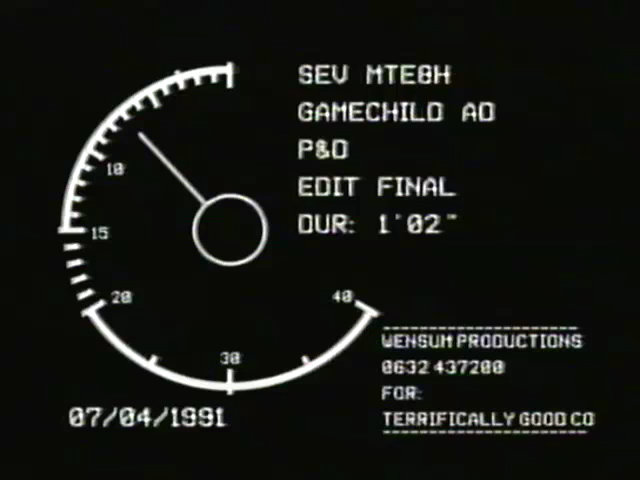 SEV MTE8H
GAMECHILD AD
P&D
EDIT FINAL
DUR: 1'02"
10
15
20
30
40
WENSUM PRODUCTIONS
0632 437200
FOR:
TERRIFICALLY GOOD CO
07/04/1991